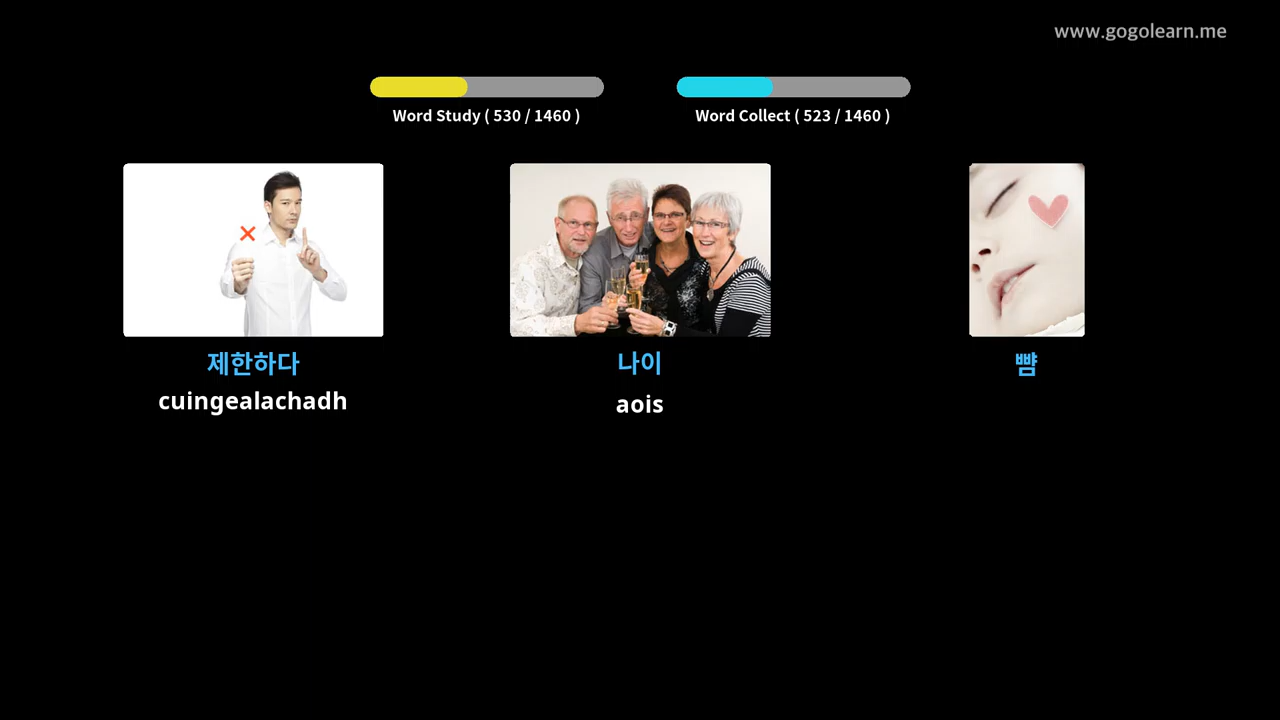 www.gogolearn.me
Word Study ( 530 / 1460 )
Word Collect ( 523 / 1460 )
제한하다
나이
뺨
cuingealachadh
aois